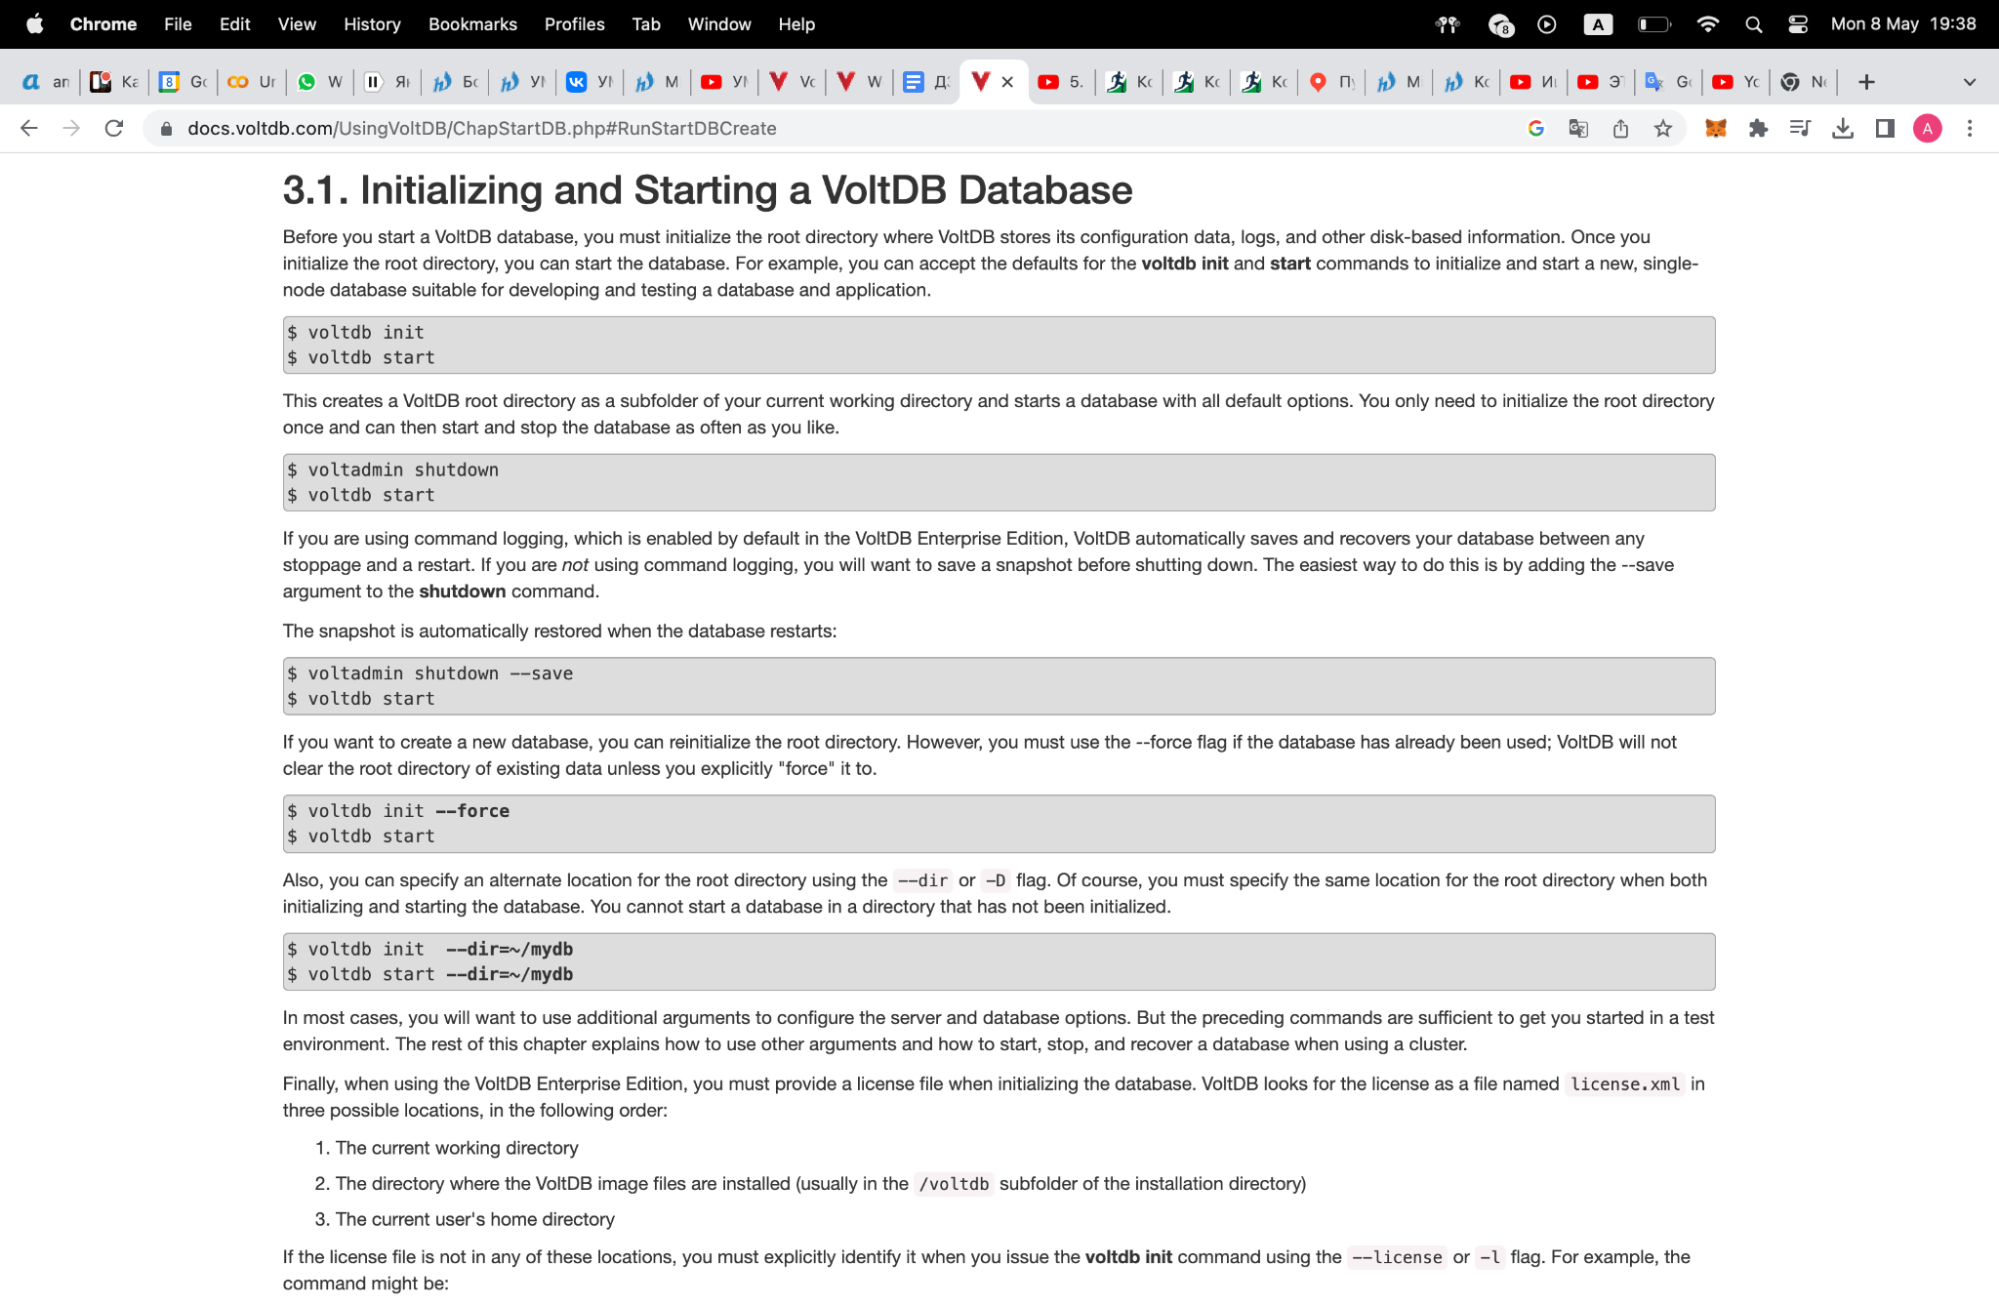 Chrome File Edit View History Bookmarks Profiles Tab Window Help 8 A Mon 8 May 19:38
an Ka 8 Go Ur W Ян Бо УМ УМ M УМ Vo W Д: 5. Ko Ko Ko П M Ko И Э Go Yo Ne
docs.voltdb.com/UsingVoltDB/ChapStartDB.php#RunStartDBCreate A
3.1. Initializing and Starting a VoltDB Database
Before you start a VoltDB database, you must initialize the root directory where VoltDB stores its configuration data, logs, and other disk-based information. Once you
initialize the root directory, you can start the database. For example, you can accept the defaults for the voltdb init and start commands to initialize and start a new, single-
node database suitable for developing and testing a database and application.
$ voltdb init
$ voltdb start
This creates a VoltDB root directory as a subfolder of your current working directory and starts a database with all default options. You only need to initialize the root directory
once and can then start and stop the database as often as you like.
$ voltadmin shutdown
$ voltdb start
If you are using command logging, which is enabled by default in the VoltDB Enterprise Edition, VoltDB automatically saves and recovers your database between any
stoppage and a restart. If you are not using command logging, you will want to save a snapshot before shutting down. The easiest way to do this is by adding the --save
argument to the shutdown command.
The snapshot is automatically restored when the database restarts:
$ voltadmin shutdown --save
$ voltdb start
If you want to create a new database, you can reinitialize the root directory. However, you must use the --force flag if the database has already been used; VoltDB will not
clear the root directory of existing data unless you explicitly "force" it to.
$ voltdb init --force
$ voltdb start
Also, you can specify an alternate location for the root directory using the --dir or -D flag. Of course, you must specify the same location for the root directory when both
initializing and starting the database. You cannot start a database in a directory that has not been initialized.
$ voltdb init --dir=~/mydb
$ voltdb start --dir=~/mydb
In most cases, you will want to use additional arguments to configure the server and database options. But the preceding commands are sufficient to get you started in a test
environment. The rest of this chapter explains how to use other arguments and how to start, stop, and recover a database when using a cluster.
Finally, when using the VoltDB Enterprise Edition, you must provide a license file when initializing the database. VoltDB looks for the license as a file named license.xml in
three possible locations, in the following order:
1. The current working directory
2. The directory where the VoltDB image files are installed (usually in the /voltdb subfolder of the installation directory)
3. The current user's home directory
If the license file is not in any of these locations, you must explicitly identify it when you issue the voltdb init command using the --license or -l flag. For example, the
command might be: